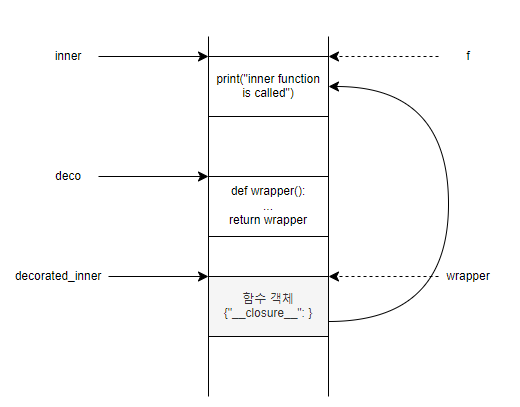 inner
f
print("inner function
is called")
deco
def wrapper():
...
return wrapper
decorated_inner
wrapper
함수 객체
{"__closure__": }